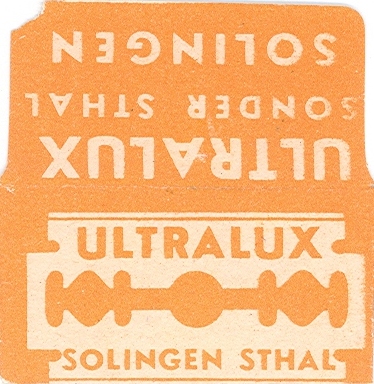 SOLINGEN
SONDER STHAL
ULTRALUX
ULTRALUX
SOLINGEN STHAL